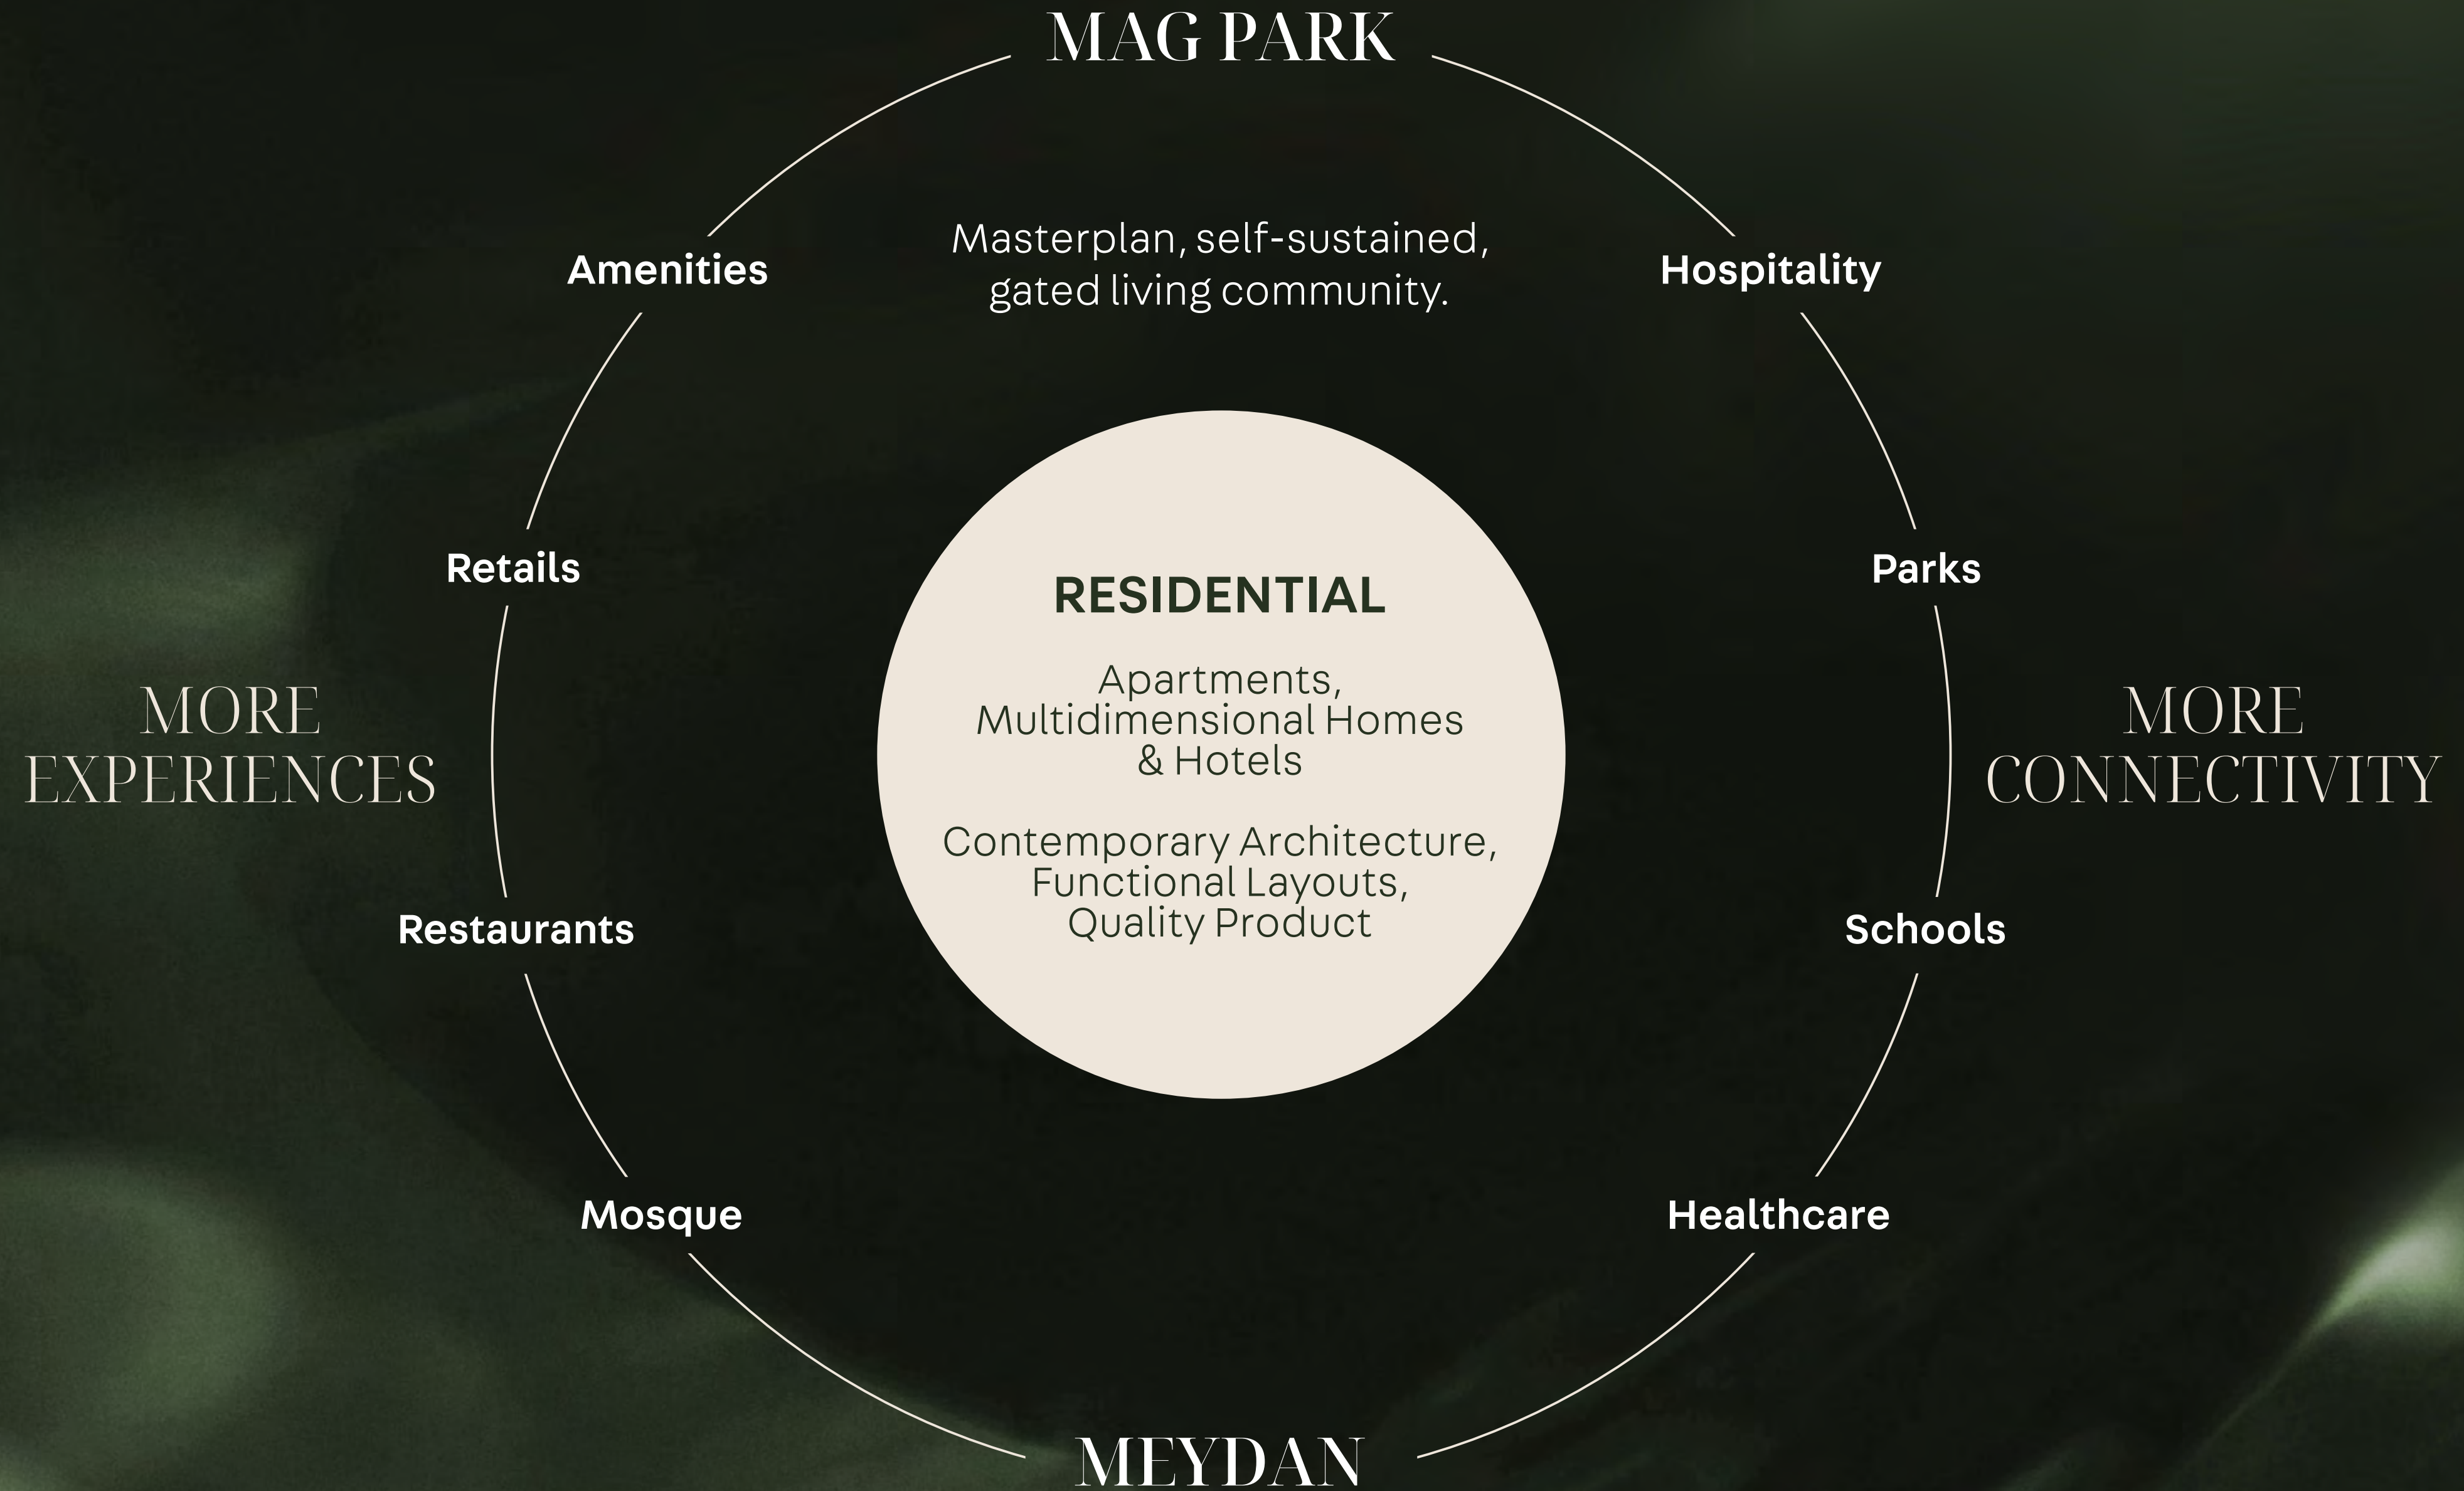 MAG PARK
Masterplan, self-sustained,
gated living community.
Amenities
Hospitality
Retails
Parks
RESIDENTIAL
Apartments,
Multidimensional Homes
& Hotels
Contemporary Architecture,
Functional Layouts,
Quality Product
MORE
EXPERIENCES
MORE
CONNECTIVITY
Restaurants
Schools
Mosque
Healthcare
MEYDAN